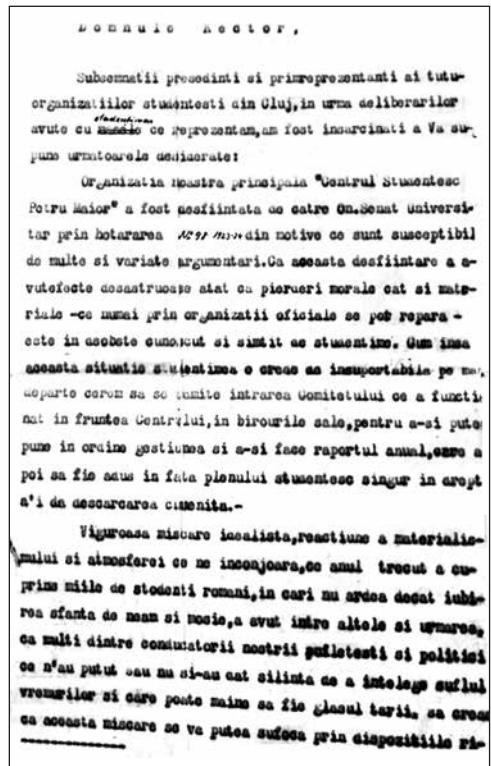 Domnule Rector,
Subsemnatii presedinti si primreprezentanti ai tutu-
organizatiilor studentesti din Cluj,in urma deliberarilor
studentimea
avute cu ce reprezentam,am fost insarcinati a Va su-
pune urmatoarele desiderate:
Organizatia noastra principala "Centrul Studentesc
Petru Maior" a fost desfiintata de catre On.Senat Universi-
tar prin hotararea din motive ce sunt susceptibil
de multe si variate argumentari.Ca aceasta desfiintare a a-
vutefecte desastruoase atat ca pierueri morale cat si mate-
riale -ce numai prin organizatii oficiale se pot repara -
este in deobste cunoscut si simtit de studentime. Cum insa
aceasta situatie studentimea o crede de insuportabila pe mai
departe cerem sa se admite intrarea Comitetului ce a functi
nat in fruntea Centrului,in birourile sale,pentru a-si pute
pune in ordine gestiunea si a-si face raportul anual,care a
poi sa fie adus in fata plenului studentesc singur in drept
a'i da descarcarea cuvenita.-
Viguroasa miscare idealista,reactiune a materialis-
mului si atmosferei ce ne inconjoara,ce anul trecut a cu-
prins miile de stodenti romani,in cari nu ardea decat iubi-
rea sfanta de neam si mosie,a avut intre altele si urmarea,
ca multi dintre conducatorii nostrii sufletesti si politici
ce n'au putut sau nu si-au dat silinta de a intelege suflul
vremurilor si care poate maine sa fie glasul tarii. sa creada
ca aceasta miscare se va putea sufoca prin dispozitiile ri-